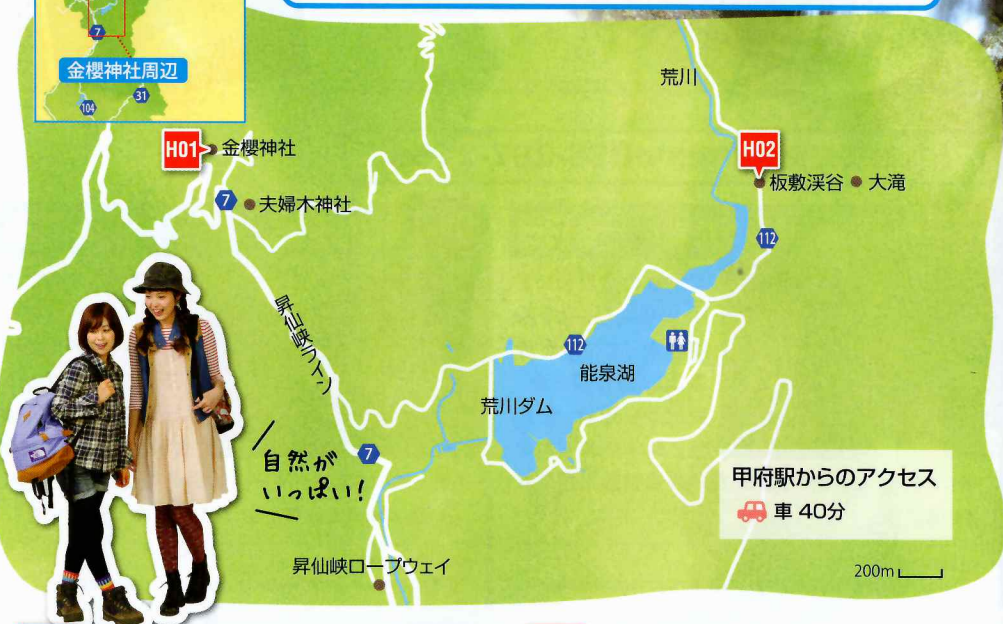 7
金櫻神社周辺
31
104
荒川
H01
金櫻神社
H02
板敷渓谷
大滝
7
夫婦木神社
112
昇仙峡ライン
112
能泉湖
荒川ダム
7
自然が
いっぱい!
甲府駅からのアクセス
車 40分
昇仙峡ロープウェイ
200m